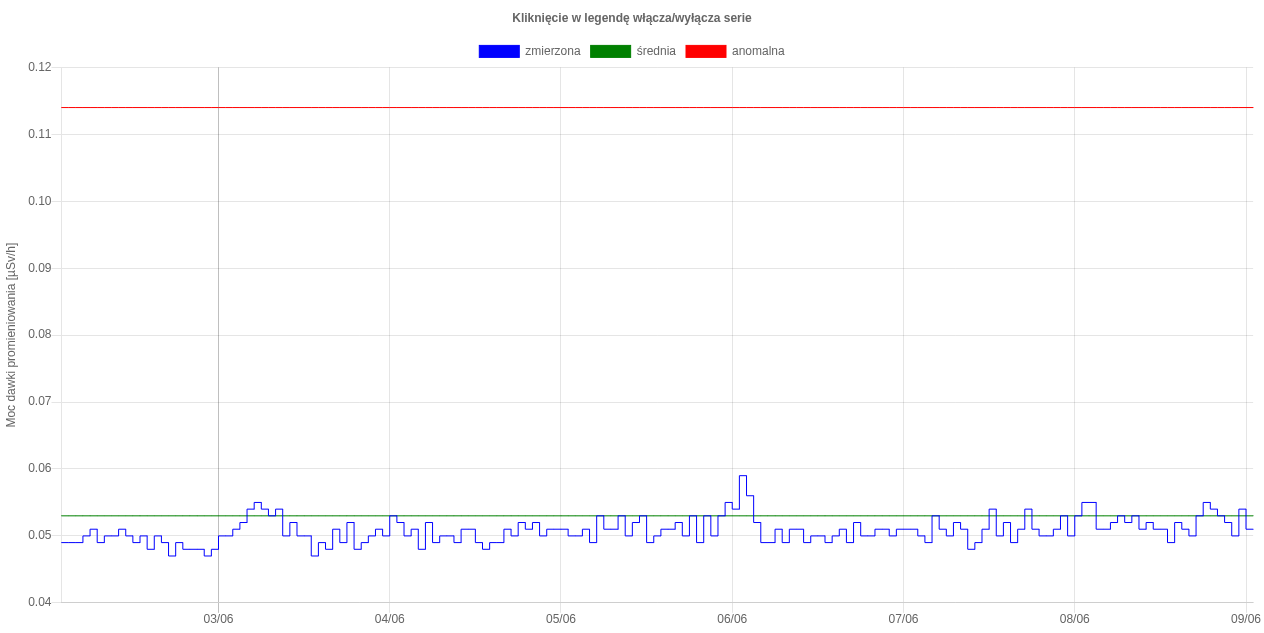 Kliknięcie w legendę włącza/wyłącza serie
zmierzona średnia anomalna
0.12
0.11
0.10
0.09
0.08
0.07
0.06
0.05
0.04
Moc dawki promieniowania [µSv/h]
03/06 04/06 05/06 06/06 07/06 08/06 09/06